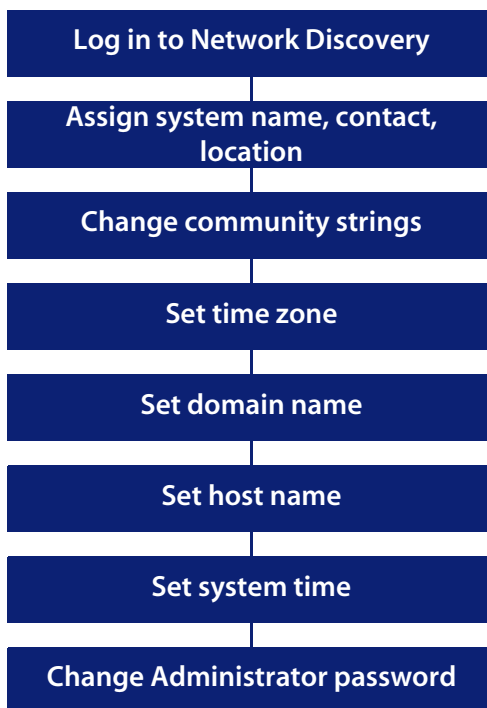 Log in to Network Discovery
Assign system name, contact,
location
Change community strings
Set time zone
Set domain name
Set host name
Set system time
Change Administrator password